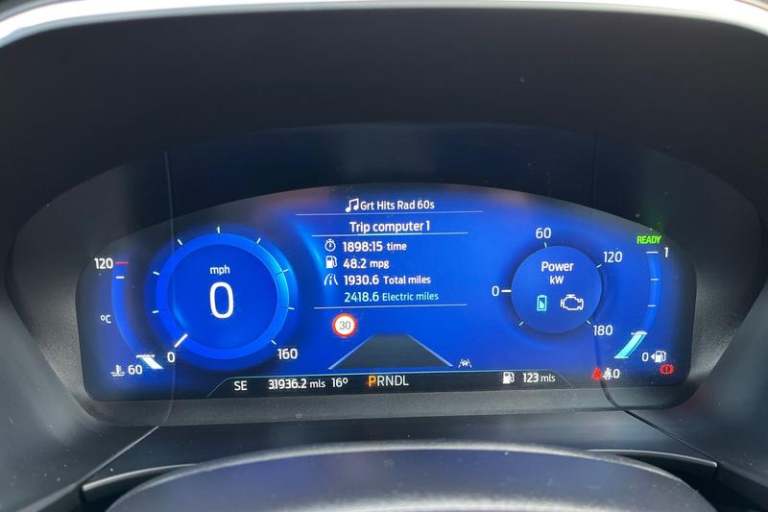 Grt Hits Rad 60s
Trip computer 1
1898:15 time
48.2 mpg
1930.6 Total miles
2418.6 Electric miles
30
mph
0
0
160
120
°C
60
Power
kW
0
60
120
180
READY
1
0
SE
31936.2 mls
16°
PRNDL
123 mls